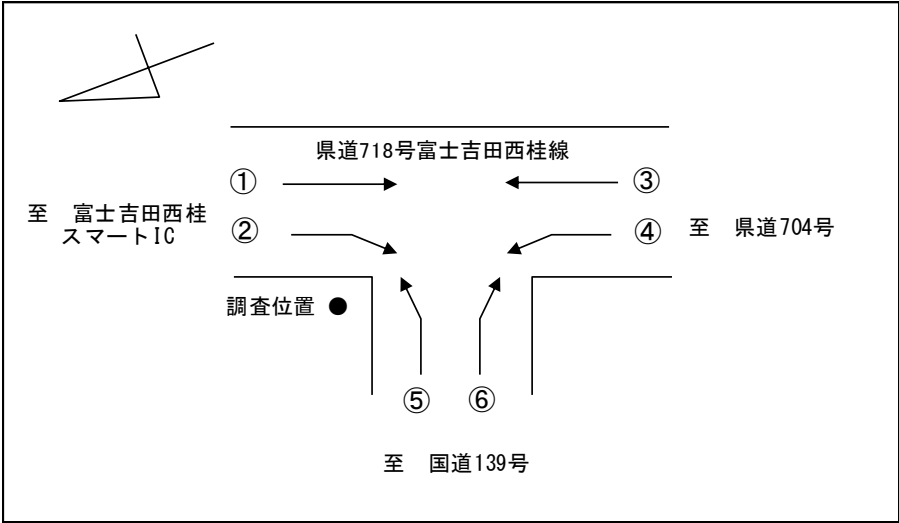 県道718号富士吉田西桂線
①
③
至 富士吉田西桂
スマートIC
②
④
至 県道704号
調査位置 ●
⑤
⑥
至 国道139号